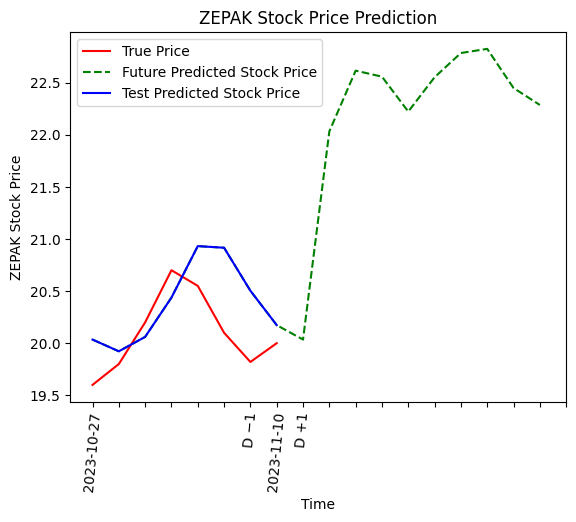 ZEPAK Stock Price Prediction
True Price
Future Predicted Stock Price
Test Predicted Stock Price
ZEPAK Stock Price
22.5
22.0
21.5
21.0
20.5
20.0
19.5
2023-10-27
D −1
2023-11-10
D +1
Time